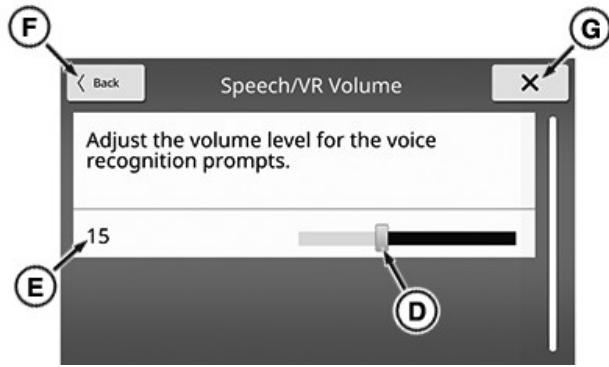 F
G
Back
Speech/VR Volume
X
Adjust the volume level for the voice
recognition prompts.
15
E
D